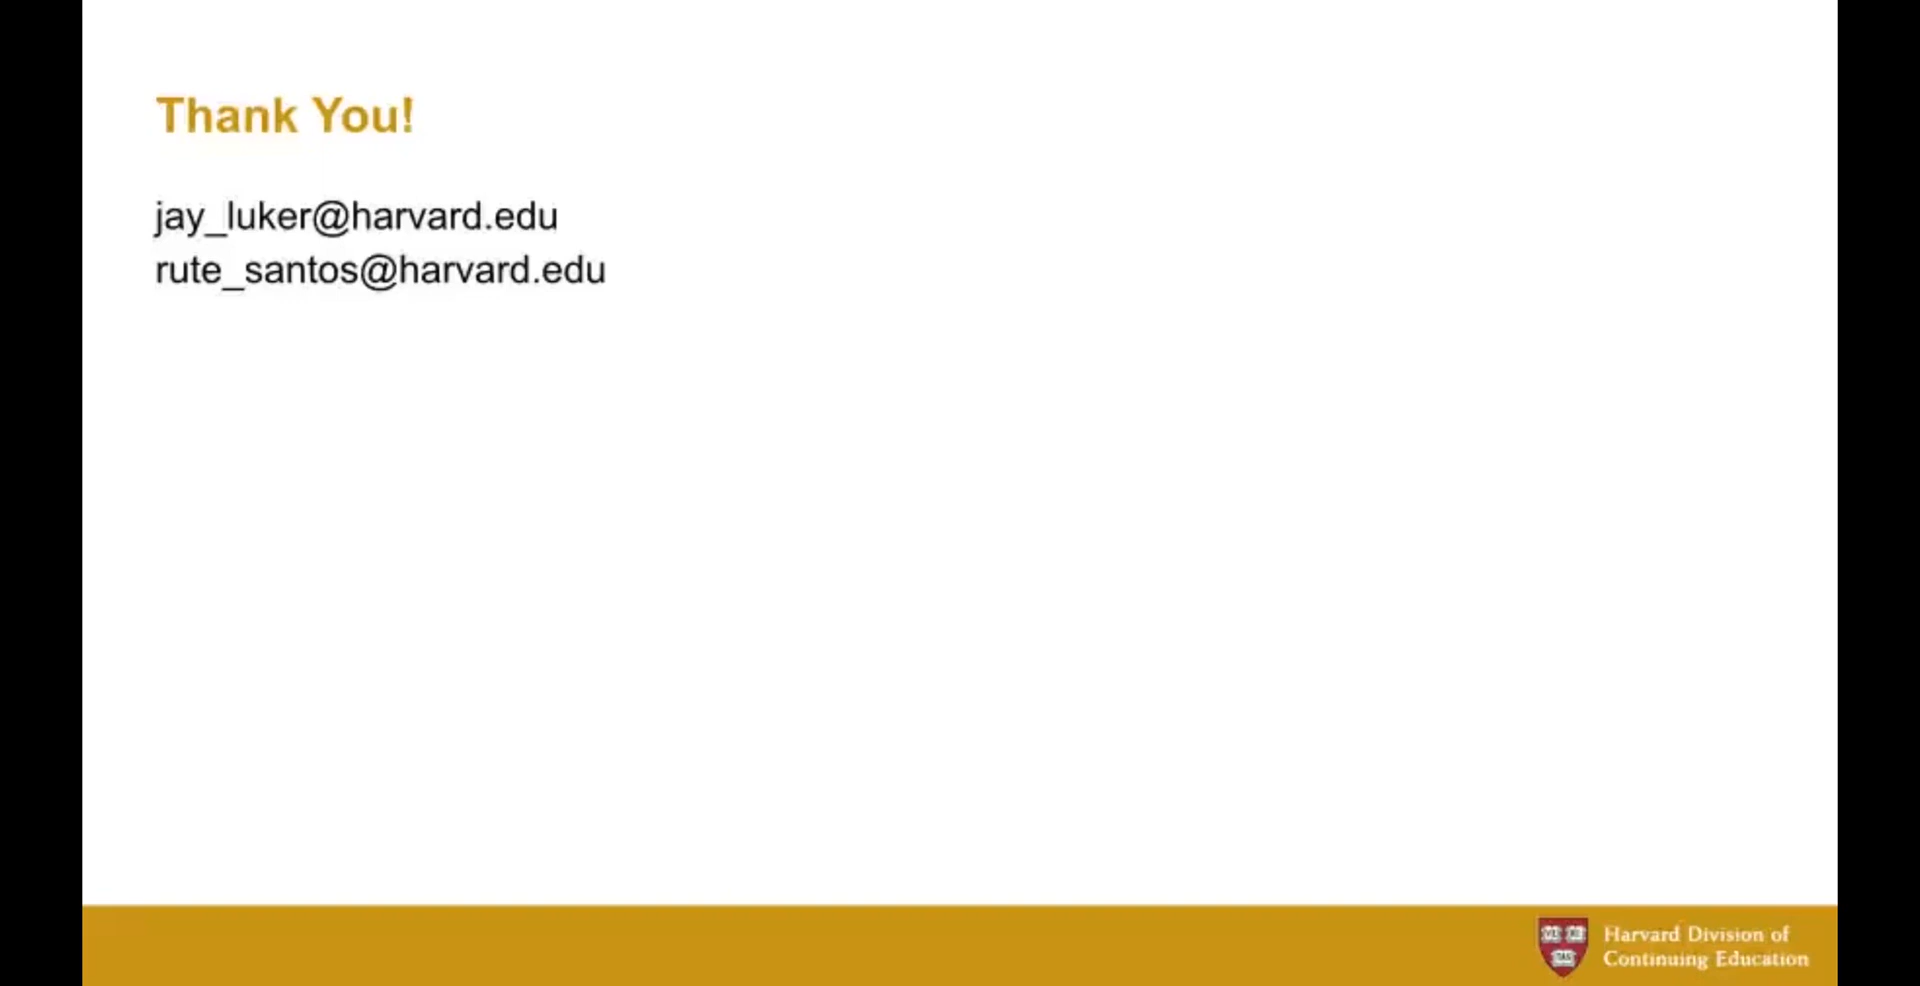 Thank You!
jay_luker@harvard.edu
rute_santos@harvard.edu
Harvard Division of
Continuing Education